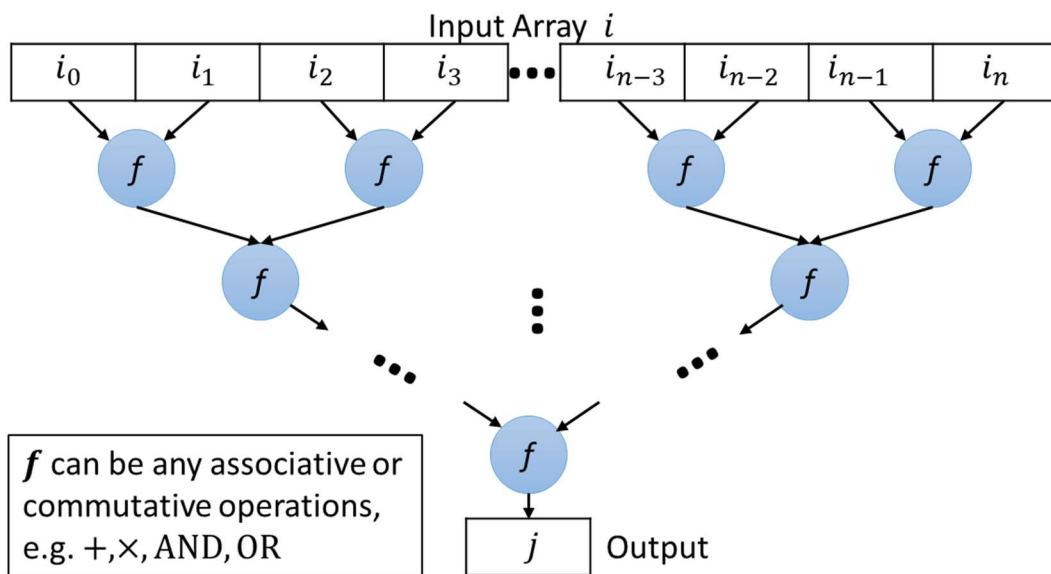 Input Array i
i₀ i₁ i₂ i₃ ••• iₙ₋₃ iₙ₋₂ iₙ₋₁ iₙ
f f f f
f f
f
f can be any associative or
commutative operations,
e.g. +,×, AND, OR
j Output